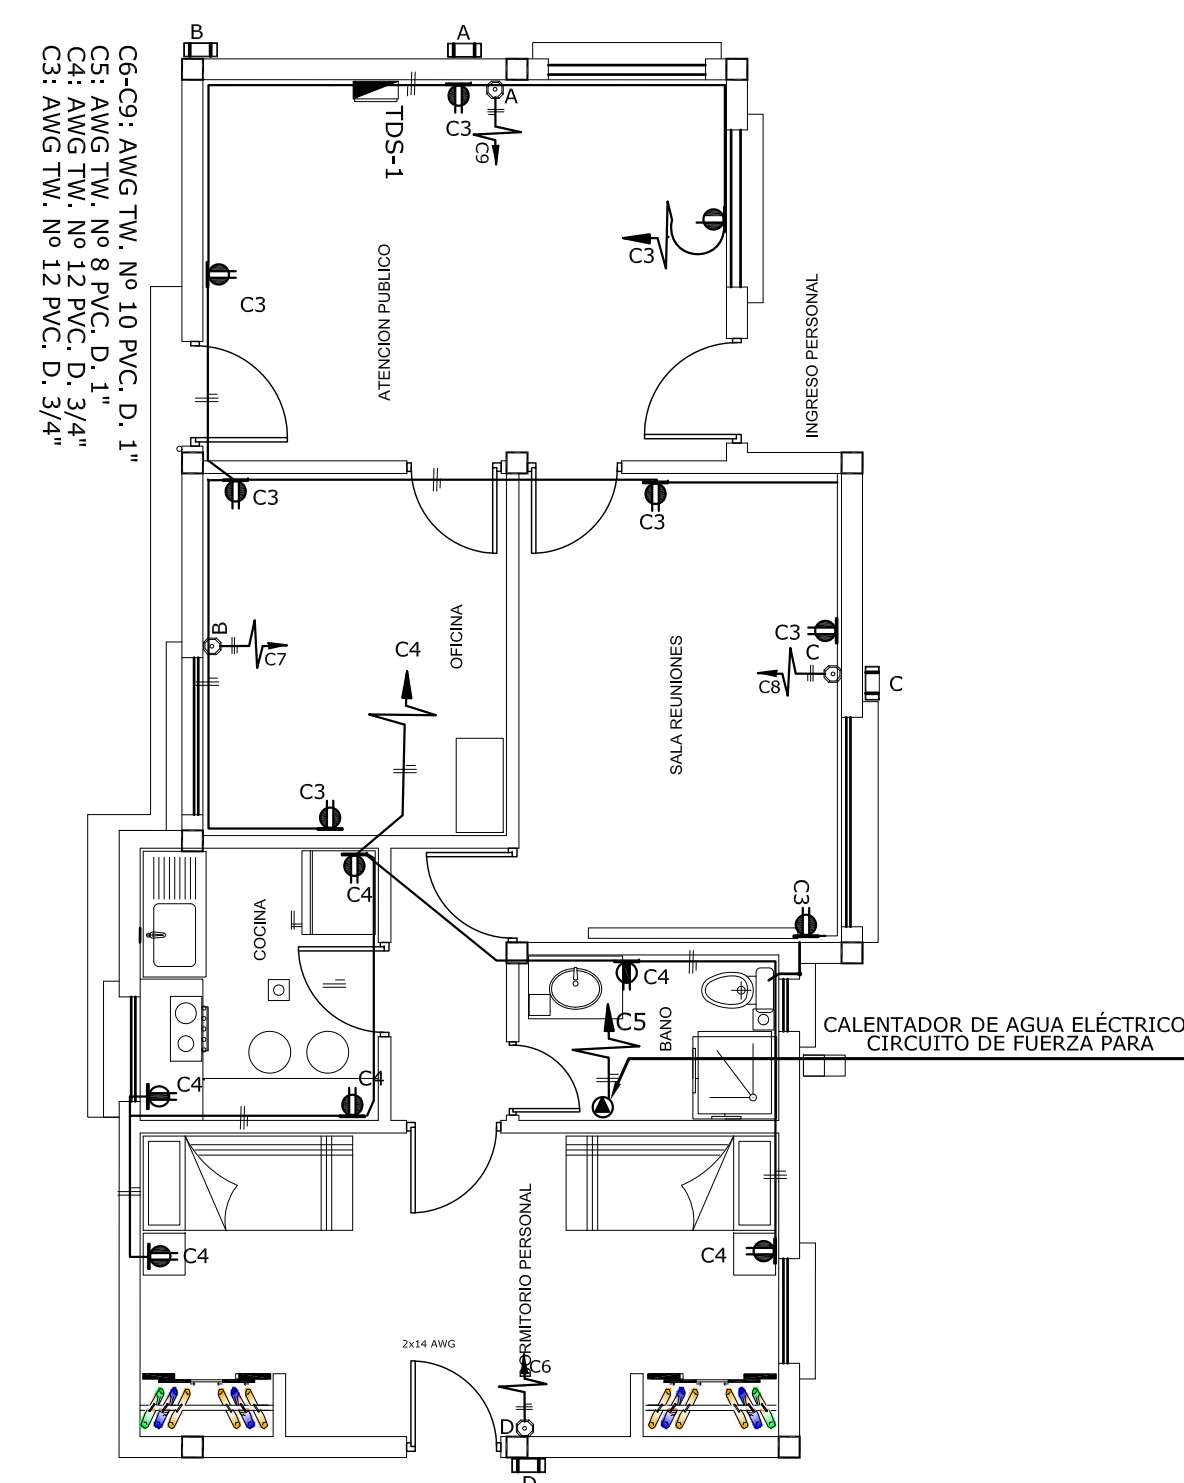 B
A
C6-C9: AWG TW. Nº 10 PVC. D. 1"
C5: AWG TW. Nº 8 PVC. D. 1"
C4: AWG TW. Nº 12 PVC. D. 3/4"
C3: AWG TW. Nº 12 PVC. D. 3/4"
TDS-1
C3
A
C9
C3
C3
ATENCION PUBLICO
INGRESO PERSONAL
C3
C3
B
C7
OFICINA
C4
SALA REUNIONES
C3
C
C8
C
C3
C4
C3
COCINA
C4
BANO
C5
CALENTADOR DE AGUA ELÉCTRICO
CIRCUITO DE FUERZA PARA
C4
C4
C4
C4
DORMITORIO PERSONAL
2x14 AWG
C6
D
D